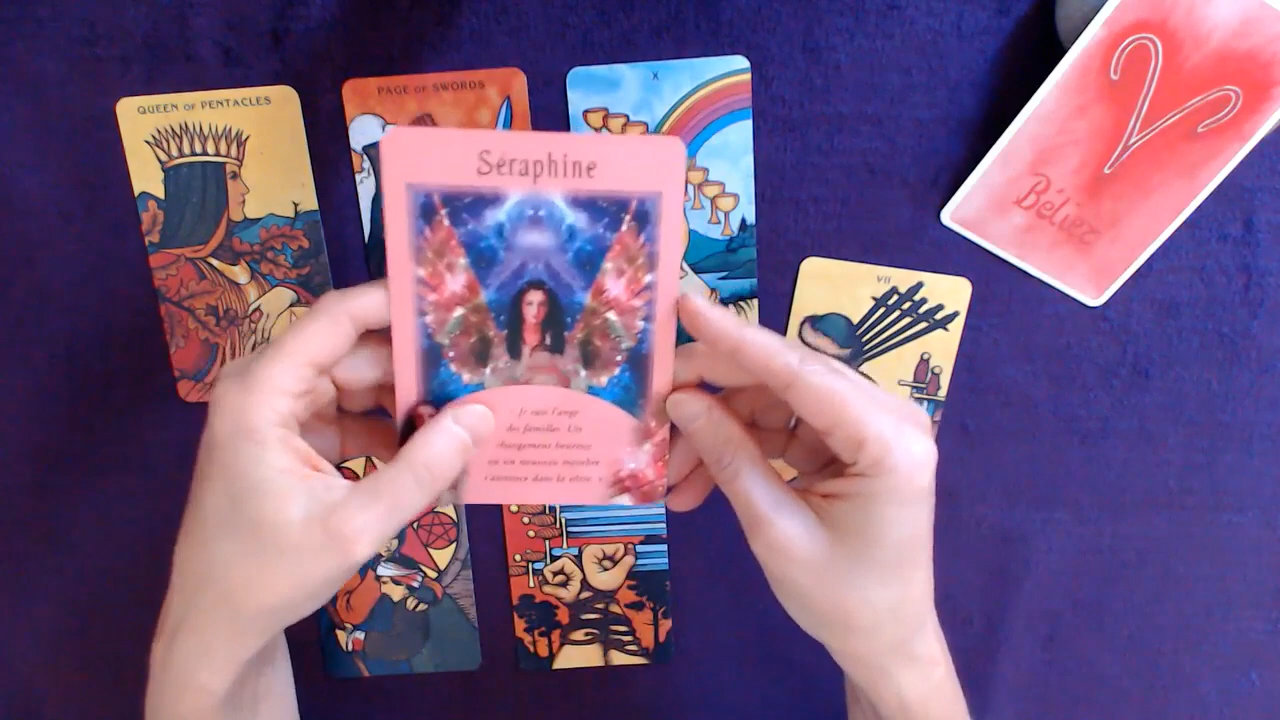 QUEEN OF PENTACLES
PAGE OF SWORDS
X
Bélier
Séraphine
VII
Je suis l'ange
des familles. Un
changement heureux
ou un nouveau membre
s'annonce dans la vôtre.